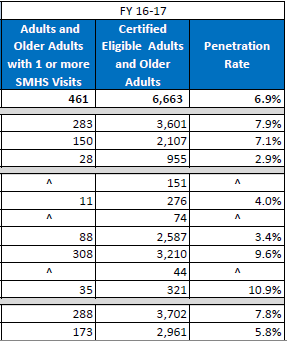 FY 16-17
Adults and Older Adults with 1 or more SMHS Visits | Certified Eligible Adults and Older Adults | Penetration Rate
461 6,663 6.9%
283 3,601 7.9%
150 2,107 7.1%
28 955 2.9%
^ 151 ^
11 276 4.0%
^ 74 ^
88 2,587 3.4%
308 3,210 9.6%
^ 44 ^
35 321 10.9%
288 3,702 7.8%
173 2,961 5.8%